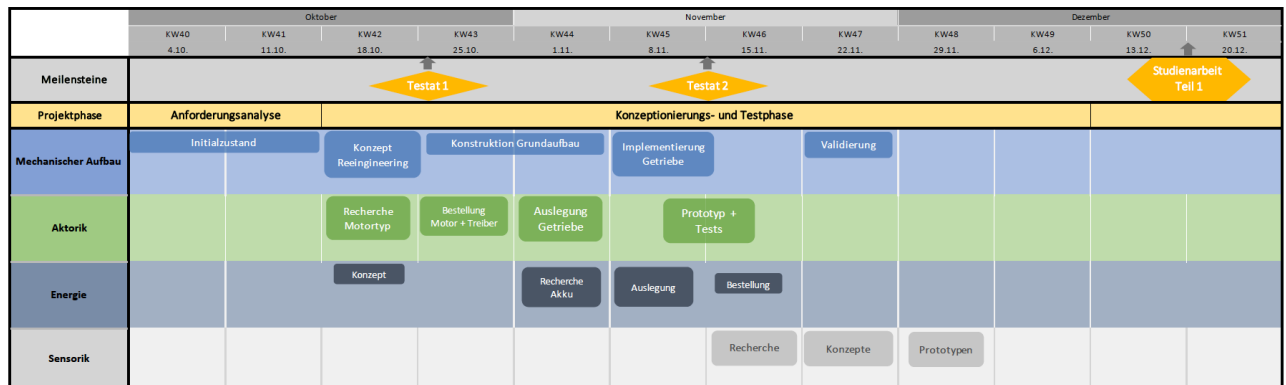 Oktober November Dezember
KW40 KW41 KW42 KW43 KW44 KW45 KW46 KW47 KW48 KW49 KW50 KW51
4.10. 11.10. 18.10. 25.10. 1.11. 8.11. 15.11. 22.11. 29.11. 6.12. 13.12. 20.12.
Meilensteine
Testat 1
Testat 2
Studienarbeit
Teil 1
Projektphase
Anforderungsanalyse
Konzeptionierungs- und Testphase
Mechanischer Aufbau
Initialzustand
Konzept
Reeingineering
Konstruktion Grundaufbau
Implementierung
Getriebe
Validierung
Aktorik
Recherche
Motortyp
Bestellung
Motor + Treiber
Auslegung
Getriebe
Prototyp +
Tests
Energie
Konzept
Recherche
Akku
Auslegung
Bestellung
Sensorik
Recherche
Konzepte
Prototypen